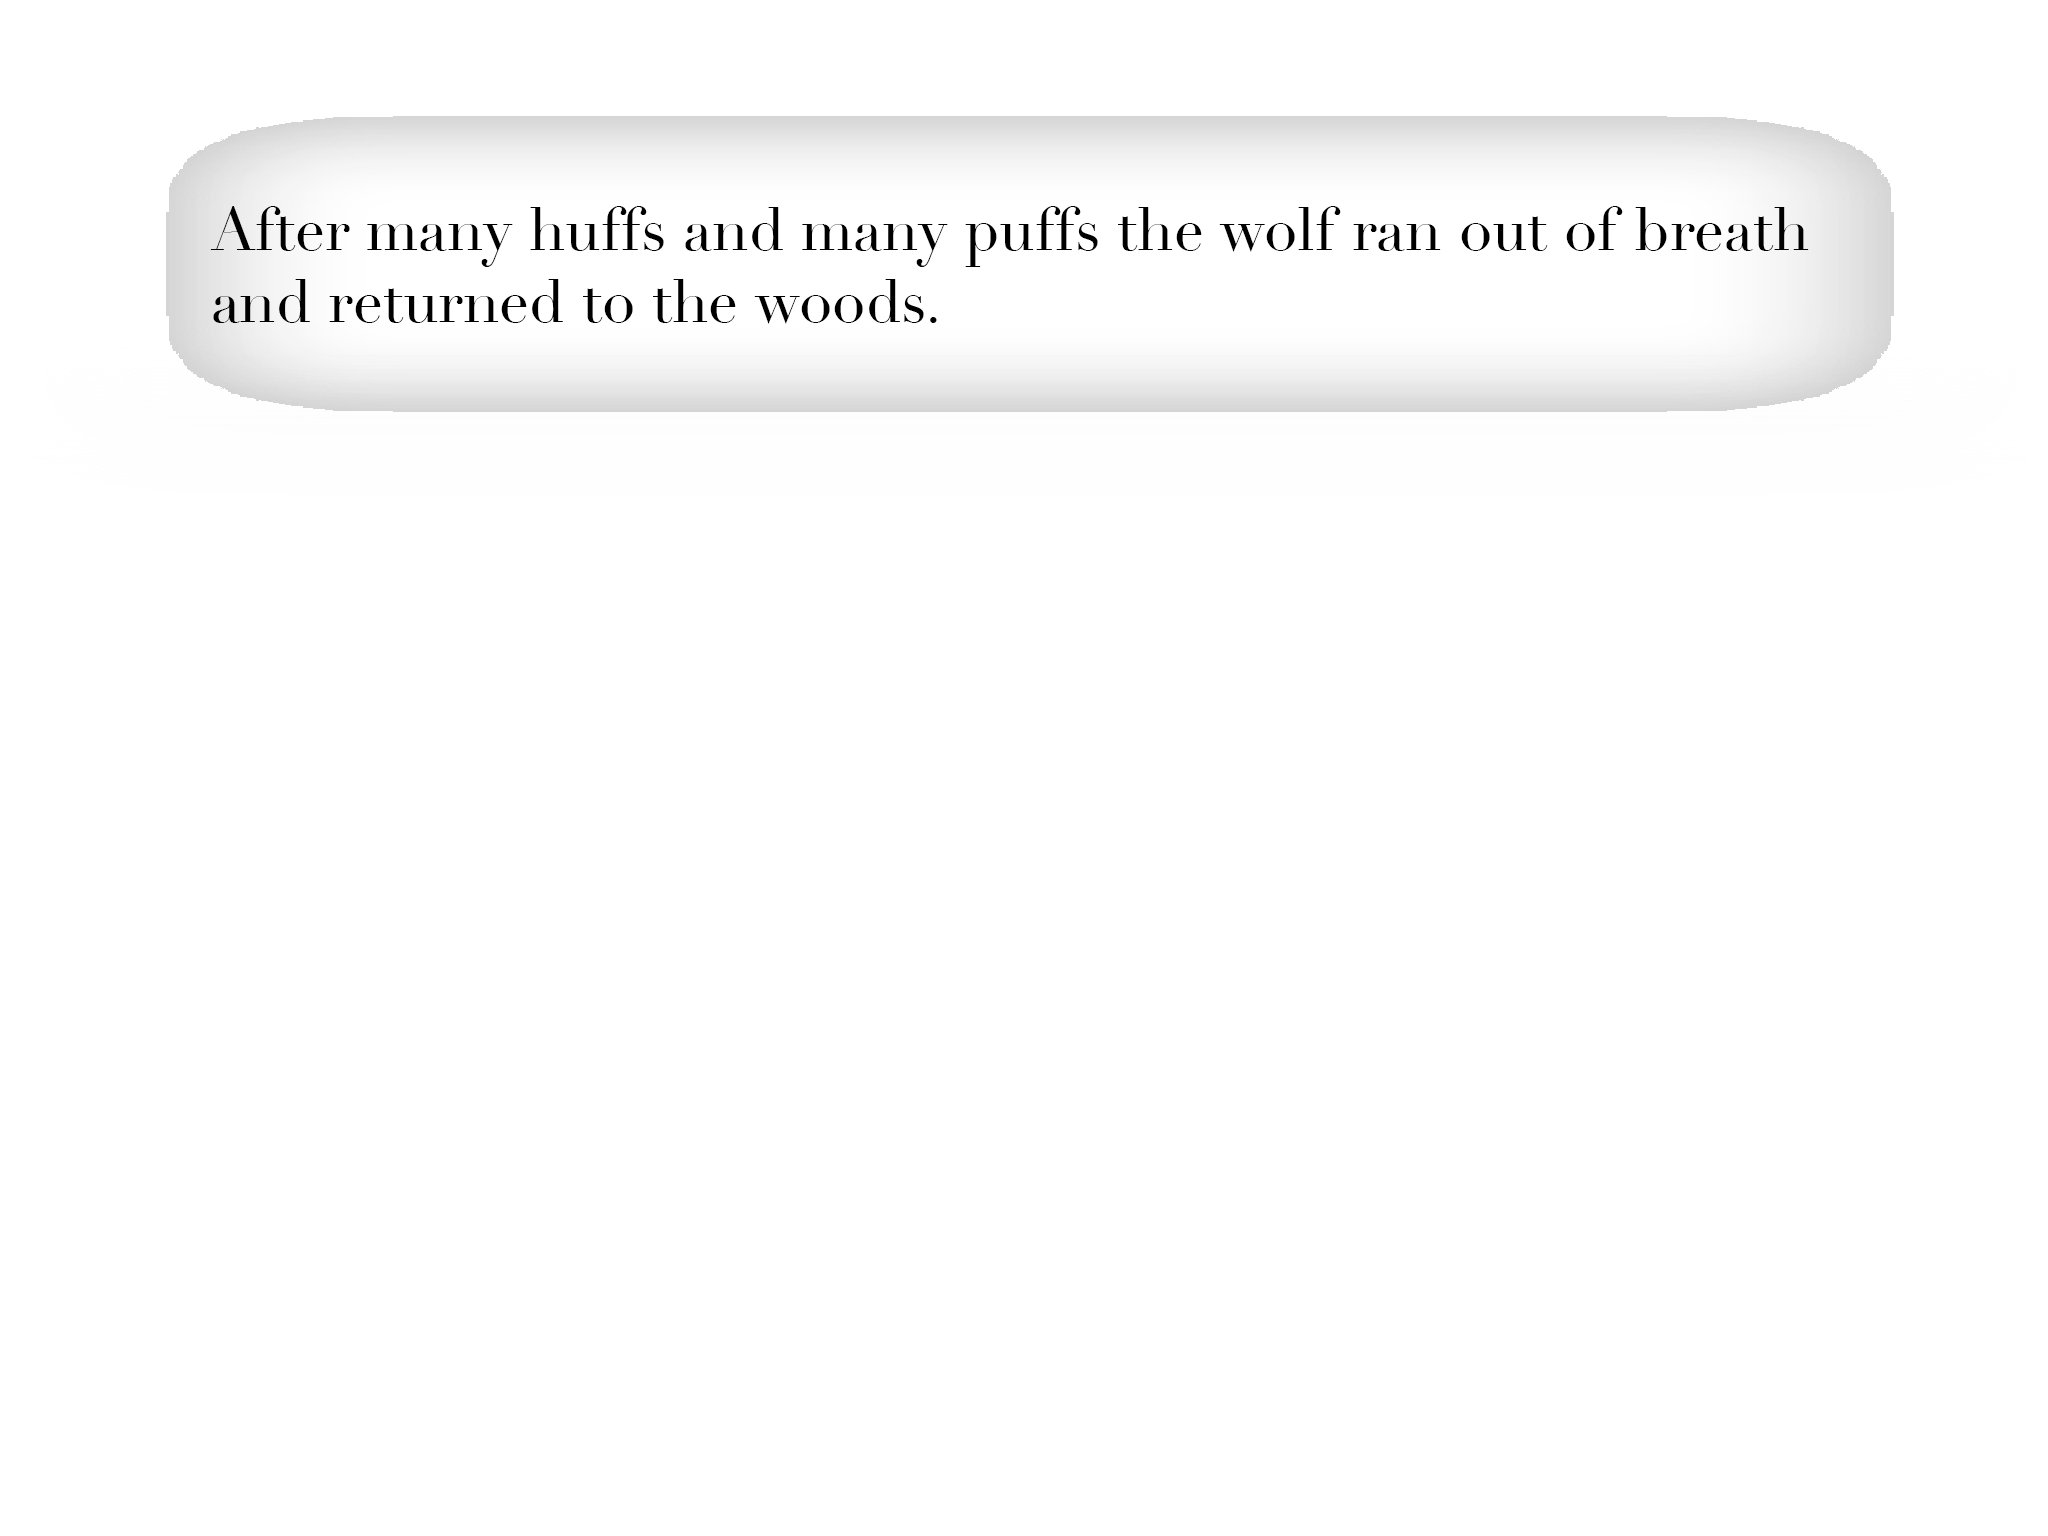 After many huffs and many puffs the wolf ran out of breath
and returned to the woods.